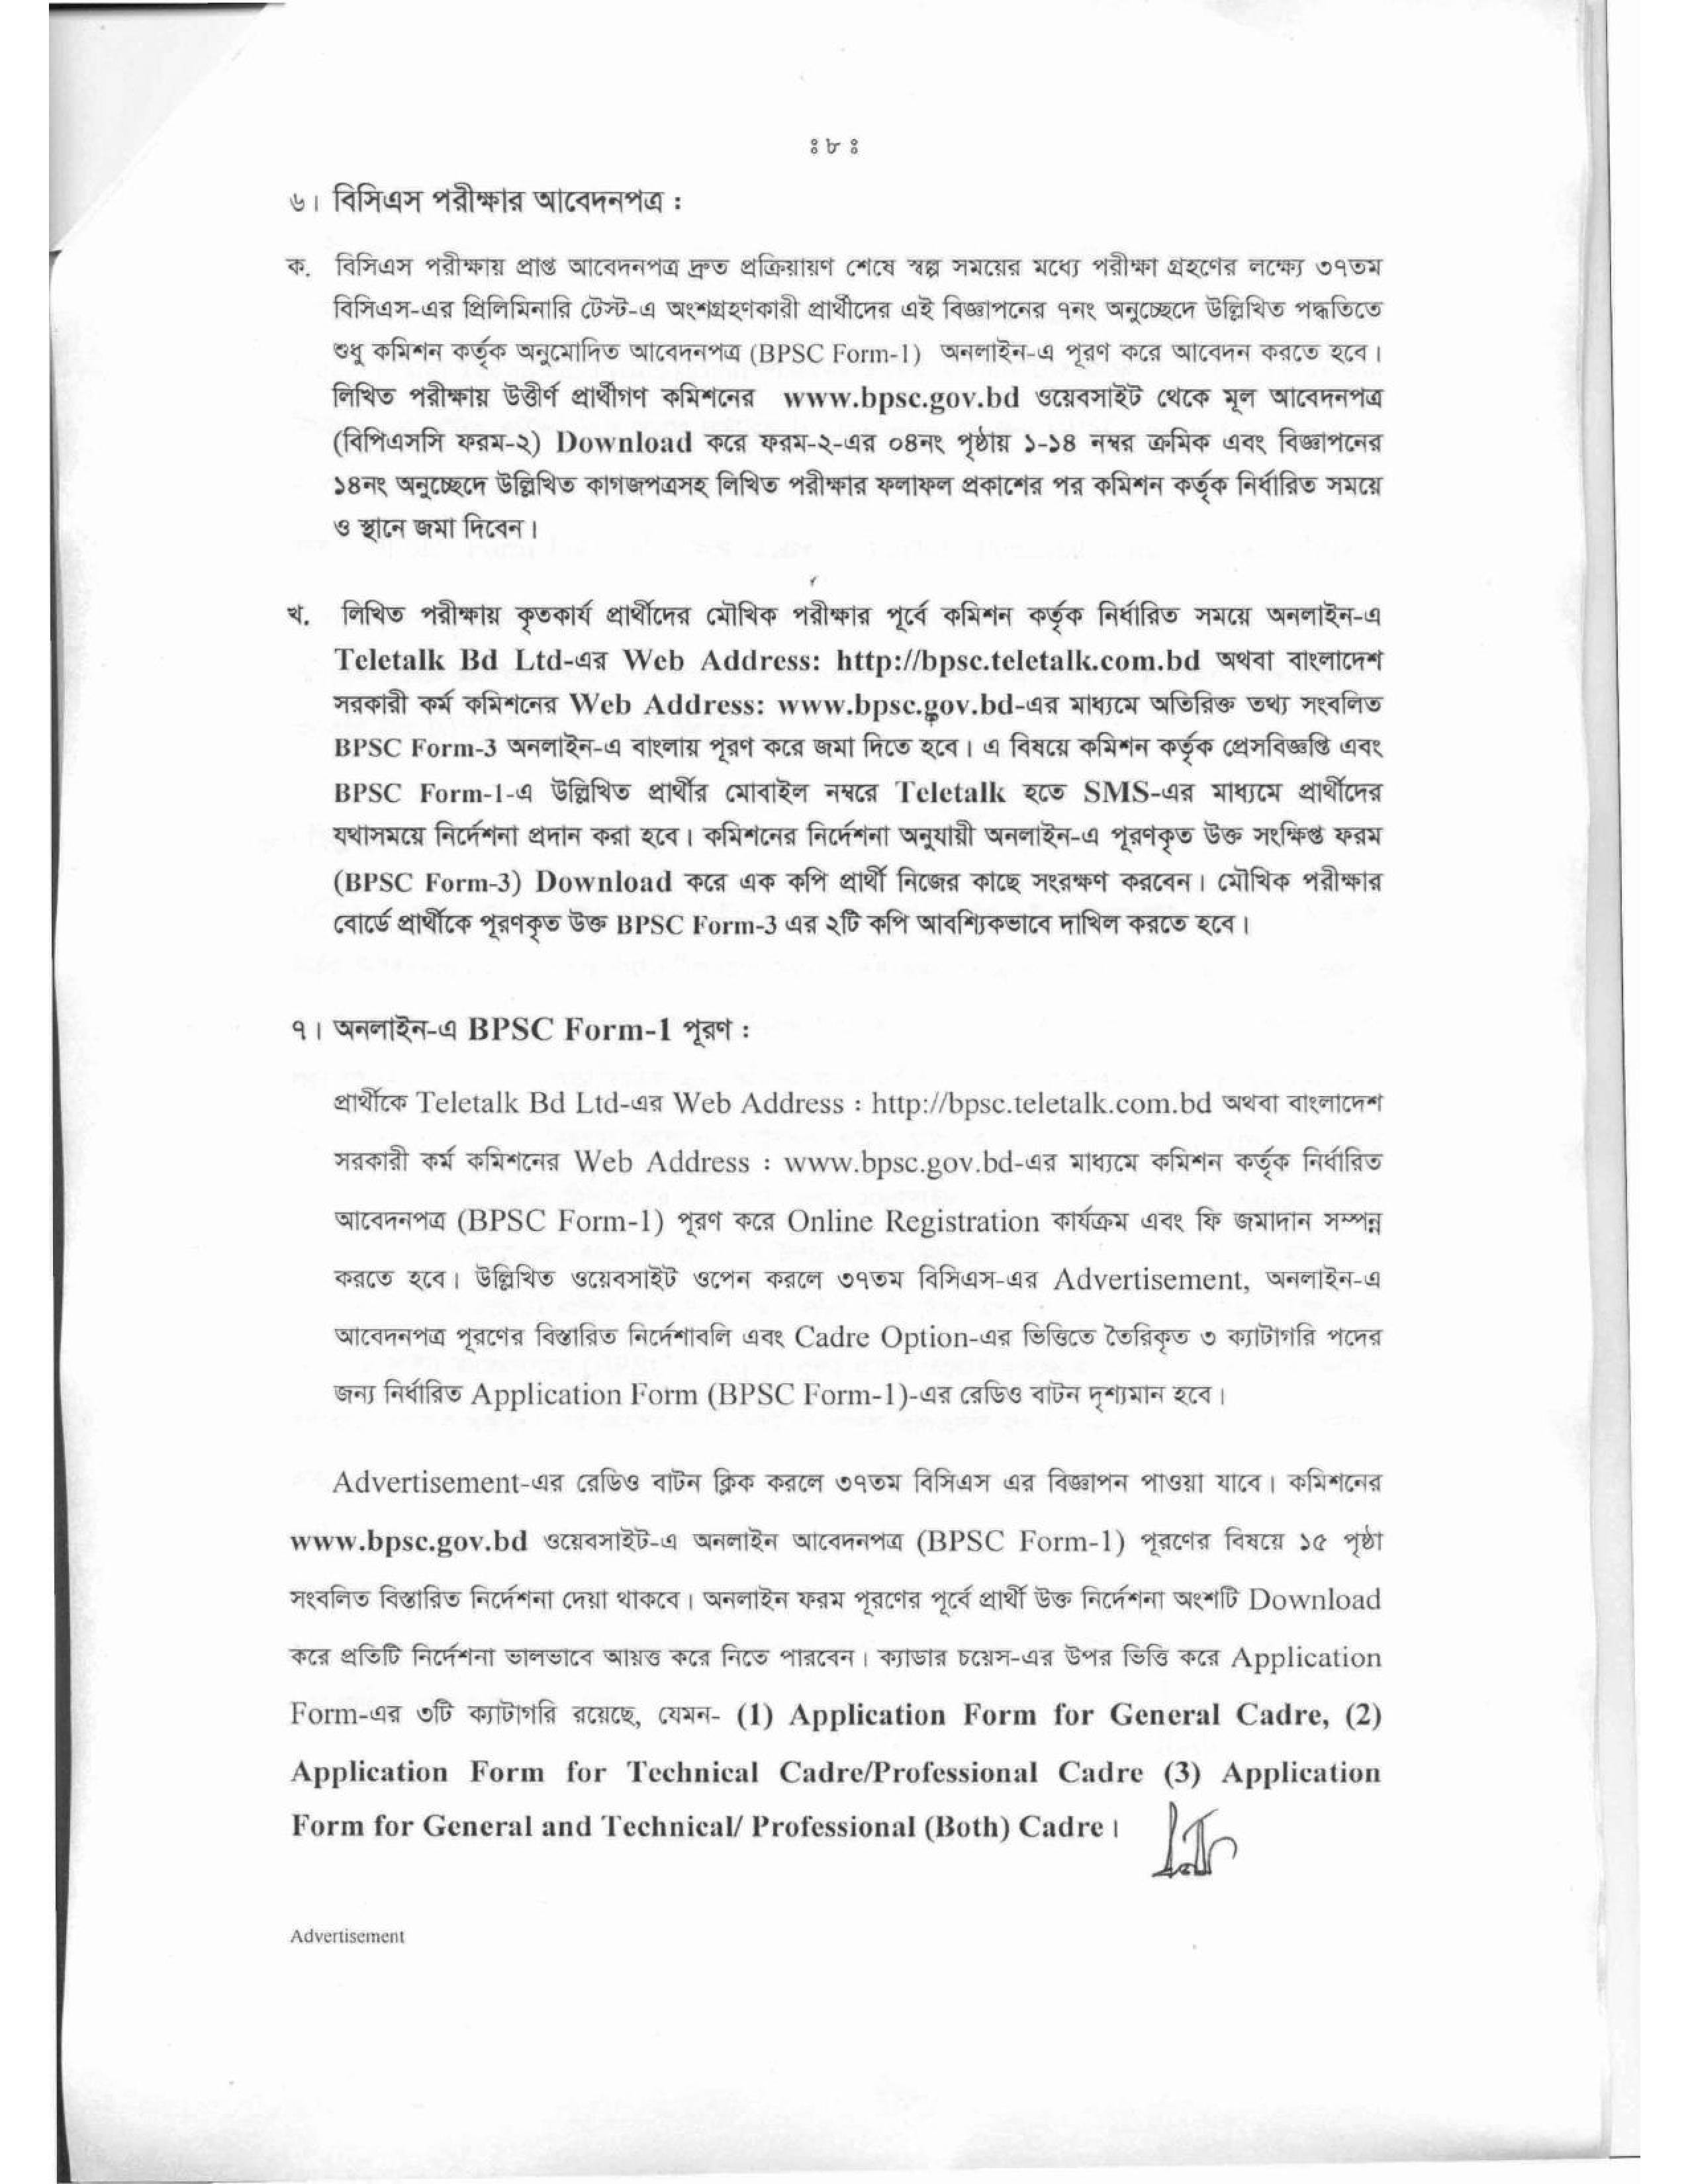 ঃ ৮ ঃ
৬। বিসিএস পরীক্ষার আবেদনপত্র :
ক. বিসিএস পরীক্ষায় প্রাপ্ত আবেদনপত্র দ্রুত প্রক্রিয়ায়ণ শেষে স্বল্প সময়ের মধ্যে পরীক্ষা গ্রহণের লক্ষ্যে ৩৭তম
বিসিএস-এর প্রিলিমিনারি টেস্ট-এ অংশগ্রহণকারী প্রার্থীদের এই বিজ্ঞাপনের ৭নং অনুচ্ছেদে উল্লিখিত পদ্ধতিতে
শুধু কমিশন কর্তৃক অনুমোদিত আবেদনপত্র (BPSC Form-1) অনলাইন-এ পূরণ করে আবেদন করতে হবে।
লিখিত পরীক্ষায় উত্তীর্ণ প্রার্থীগণ কমিশনের www.bpsc.gov.bd ওয়েবসাইট থেকে মূল আবেদনপত্র
(বিপিএসসি ফরম-২) Download করে ফরম-২-এর ০৪নং পৃষ্ঠায় ১-১৪ নম্বর ক্রমিক এবং বিজ্ঞাপনের
১৪নং অনুচ্ছেদে উল্লিখিত কাগজপত্রসহ লিখিত পরীক্ষার ফলাফল প্রকাশের পর কমিশন কর্তৃক নির্ধারিত সময়ে
ও স্থানে জমা দিবেন।
খ. লিখিত পরীক্ষায় কৃতকার্য প্রার্থীদের মৌখিক পরীক্ষার পূর্বে কমিশন কর্তৃক নির্ধারিত সময়ে অনলাইন-এ
Teletalk Bd Ltd-এর Web Address: http://bpsc.teletalk.com.bd অথবা বাংলাদেশ
সরকারী কর্ম কমিশনের Web Address: www.bpsc.gov.bd-এর মাধ্যমে অতিরিক্ত তথ্য সংবলিত
BPSC Form-3 অনলাইন-এ বাংলায় পূরণ করে জমা দিতে হবে। এ বিষয়ে কমিশন কর্তৃক প্রেসবিজ্ঞপ্তি এবং
BPSC Form-1-এ উল্লিখিত প্রার্থীর মোবাইল নম্বরে Teletalk হতে SMS-এর মাধ্যমে প্রার্থীদের
যথাসময়ে নির্দেশনা প্রদান করা হবে। কমিশনের নির্দেশনা অনুযায়ী অনলাইন-এ পূরণকৃত উক্ত সংক্ষিপ্ত ফরম
(BPSC Form-3) Download করে এক কপি প্রার্থী নিজের কাছে সংরক্ষণ করবেন। মৌখিক পরীক্ষার
বোর্ডে প্রার্থীকে পূরণকৃত উক্ত BPSC Form-3 এর ২টি কপি আবশ্যিকভাবে দাখিল করতে হবে।
৭। অনলাইন-এ BPSC Form-1 পূরণ :
প্রার্থীকে Teletalk Bd Ltd-এর Web Address : http://bpsc.teletalk.com.bd অথবা বাংলাদেশ
সরকারী কর্ম কমিশনের Web Address : www.bpsc.gov.bd-এর মাধ্যমে কমিশন কর্তৃক নির্ধারিত
আবেদনপত্র (BPSC Form-1) পূরণ করে Online Registration কার্যক্রম এবং ফি জমাদান সম্পন্ন
করতে হবে। উল্লিখিত ওয়েবসাইট ওপেন করলে ৩৭তম বিসিএস-এর Advertisement, অনলাইন-এ
আবেদনপত্র পূরণের বিস্তারিত নির্দেশাবলি এবং Cadre Option-এর ভিত্তিতে তৈরিকৃত ৩ ক্যাটাগরি পদের
জন্য নির্ধারিত Application Form (BPSC Form-1)-এর রেডিও বাটন দৃশ্যমান হবে।
Advertisement-এর রেডিও বাটন ক্লিক করলে ৩৭তম বিসিএস এর বিজ্ঞাপন পাওয়া যাবে। কমিশনের
www.bpsc.gov.bd ওয়েবসাইট-এ অনলাইন আবেদনপত্র (BPSC Form-1) পূরণের বিষয়ে ১৫ পৃষ্ঠা
সংবলিত বিস্তারিত নির্দেশনা দেয়া থাকবে। অনলাইন ফরম পূরণের পূর্বে প্রার্থী উক্ত নির্দেশনা অংশটি Download
করে প্রতিটি নির্দেশনা ভালভাবে আয়ত্ত করে নিতে পারবেন। ক্যাডার চয়েস-এর উপর ভিত্তি করে Application
Form-এর ৩টি ক্যাটাগরি রয়েছে, যেমন- (1) Application Form for General Cadre, (2)
Application Form for Technical Cadre/Professional Cadre (3) Application
Form for General and Technical/ Professional (Both) Cadre।
Advertisement